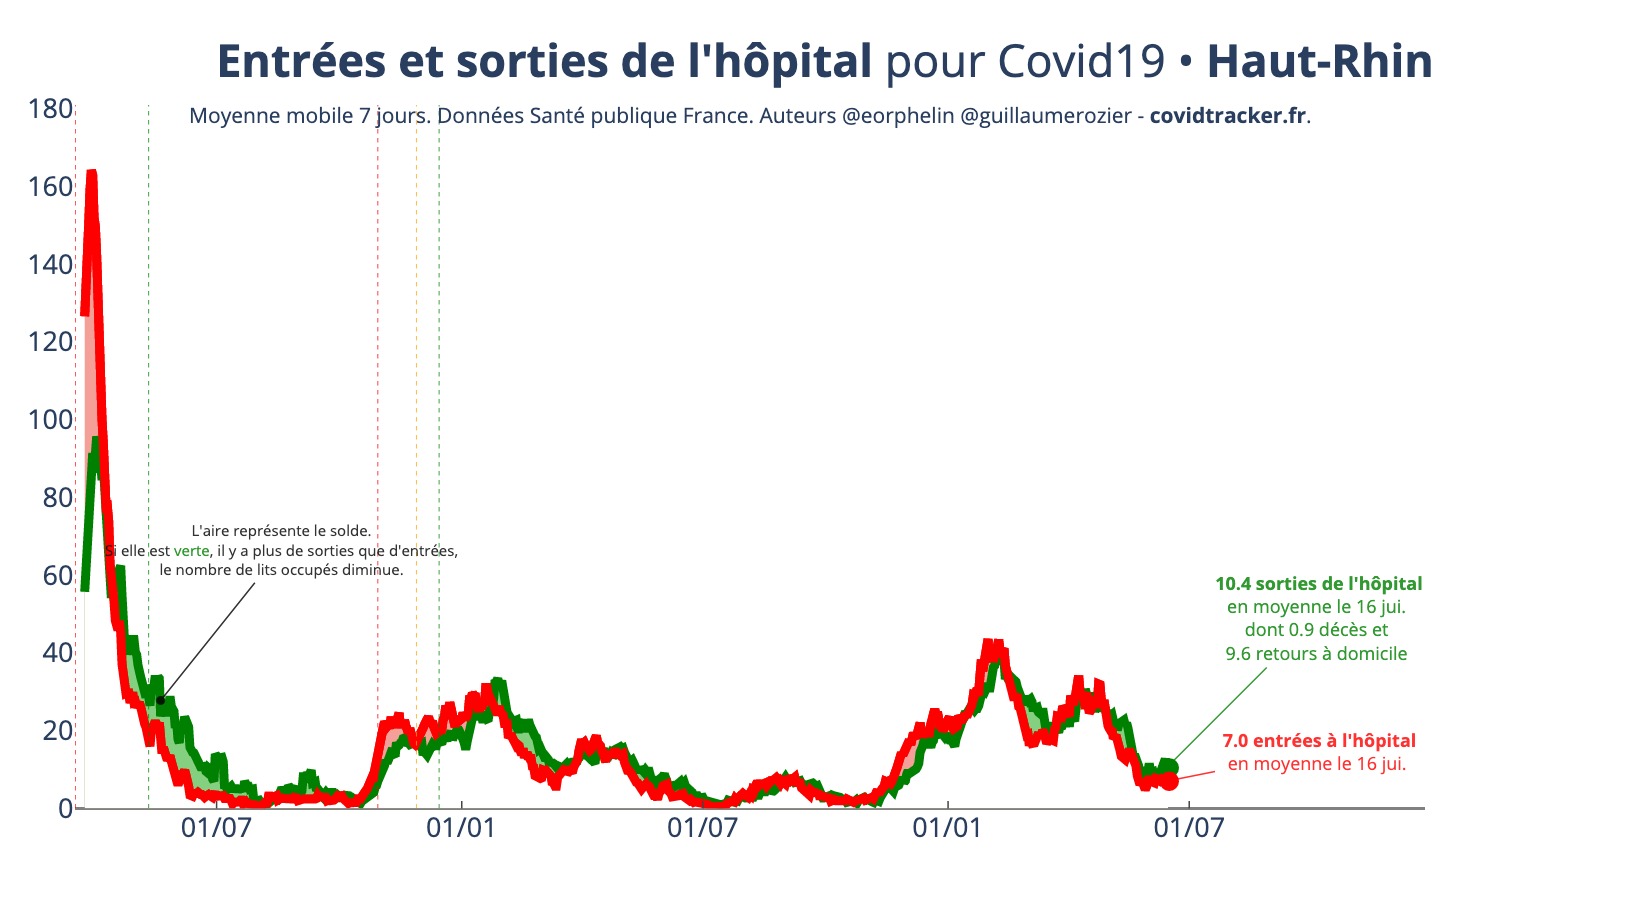 Entrées et sorties de l'hôpital pour Covid19 • Haut-Rhin
Moyenne mobile 7 jours. Données Santé publique France. Auteurs @eorphelin @guillaumerozier - covidtracker.fr.
180
160
140
120
100
80
60
40
20
0
L'aire représente le solde.
Si elle est verte, il y a plus de sorties que d'entrées,
le nombre de lits occupés diminue.
10.4 sorties de l'hôpital
en moyenne le 16 jui.
dont 0.9 décès et
9.6 retours à domicile
7.0 entrées à l'hôpital
en moyenne le 16 jui.
01/07
01/01
01/07
01/01
01/07